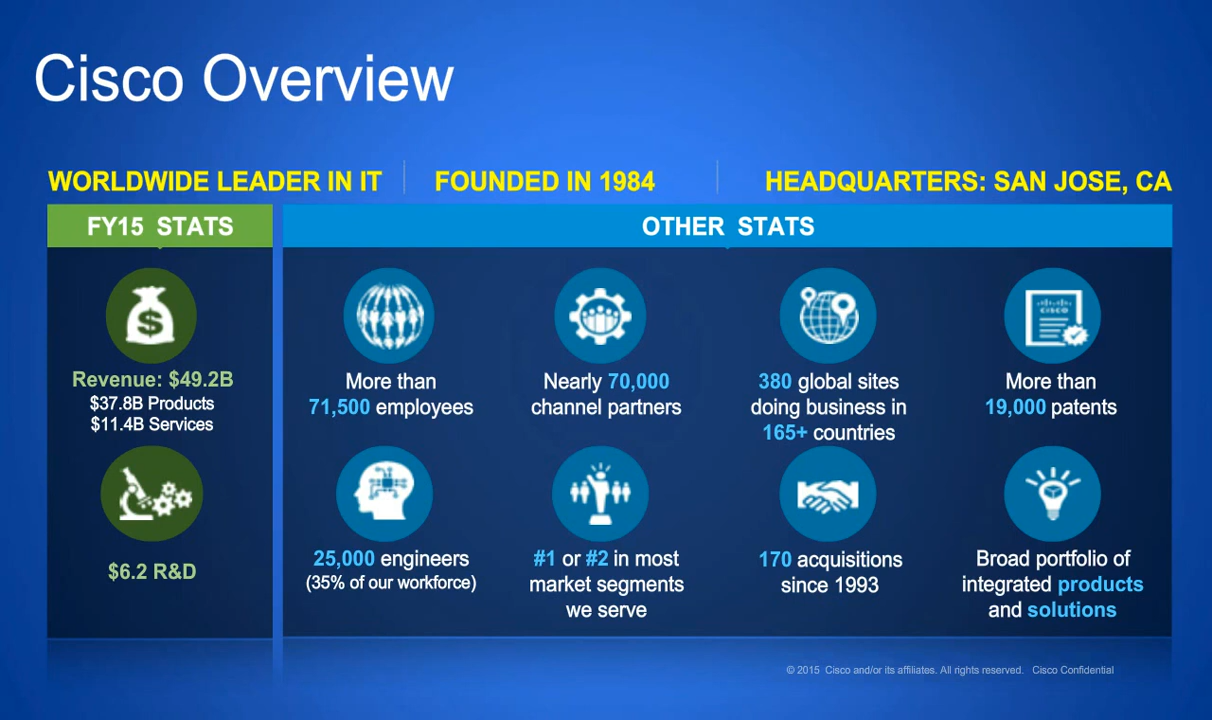 Cisco Overview
WORLDWIDE LEADER IN IT
FOUNDED IN 1984
HEADQUARTERS: SAN JOSE, CA
FY15 STATS
Revenue: $49.2B
$37.8B Products
$11.4B Services
$6.2 R&D
OTHER STATS
More than
71,500 employees
Nearly 70,000
channel partners
380 global sites
doing business in
165+ countries
CISCO
More than
19,000 patents
25,000 engineers
(35% of our workforce)
#1 or #2 in most
market segments
we serve
170 acquisitions
since 1993
Broad portfolio of
integrated products
and solutions
© 2015 Cisco and/or its affiliates. All rights reserved. Cisco Confidential